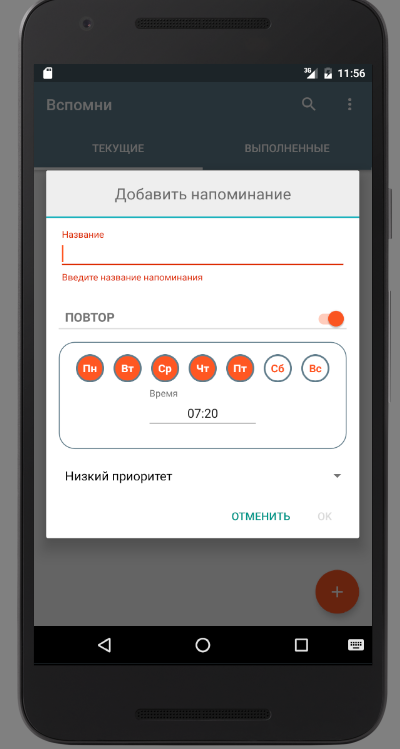 3G 11:56
Вспомни
ТЕКУЩИЕ ВЫПОЛНЕННЫЕ
Добавить напоминание
Название
Введите название напоминания
ПОВТОР
Пн Вт Ср Чт Пт Сб Вс
Время
07:20
Низкий приоритет
ОТМЕНИТЬ ОК